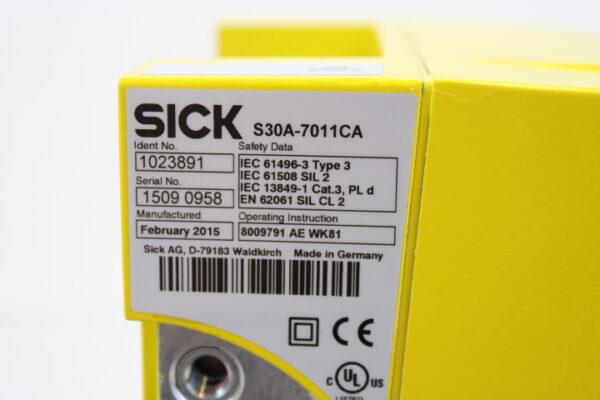 SICK S30A-7011CA
Ident No.
1023891
Serial No.
1509 0958
Manufactured
February 2015
Safety Data
IEC 61496-3 Type 3
IEC 61508 SIL 2
IEC 13849-1 Cat.3, PL d
EN 62061 SIL CL 2
Operating Instruction
8009791 AE WK81
Sick AG, D-79183 Waldkirch Made in Germany
CE
C UL US
LISTED